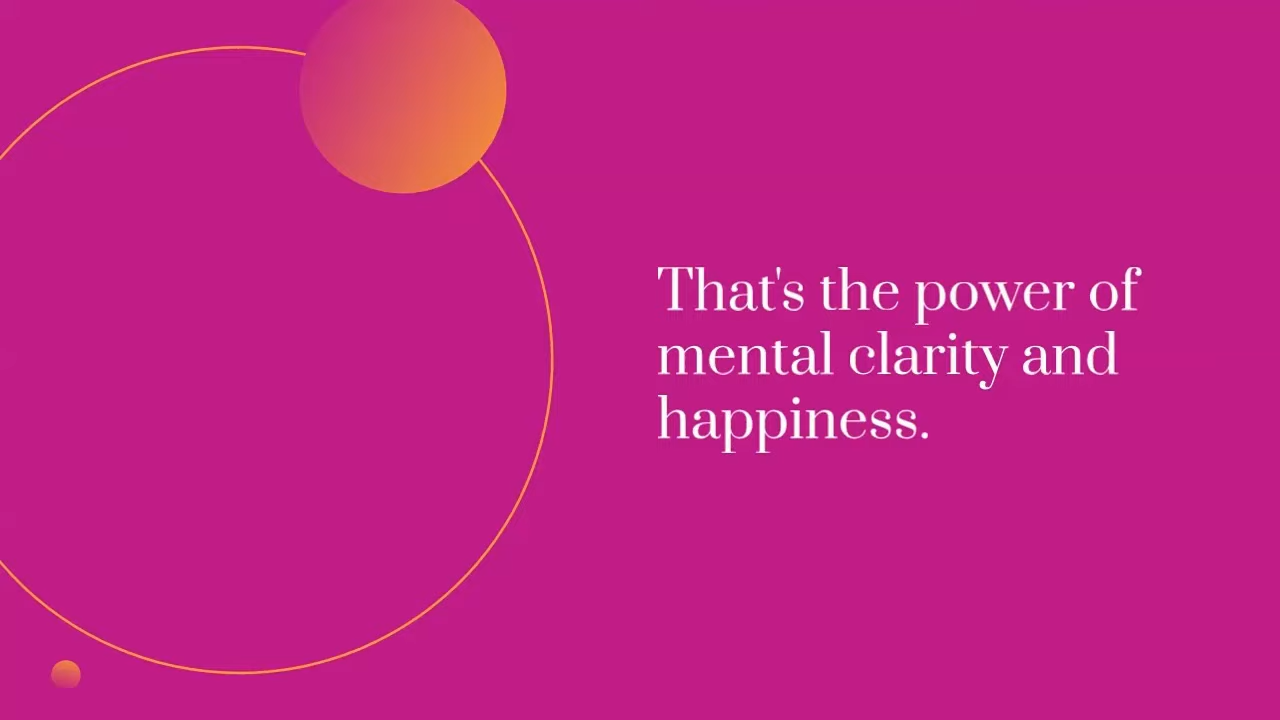 That's the power of
mental clarity and
happiness.